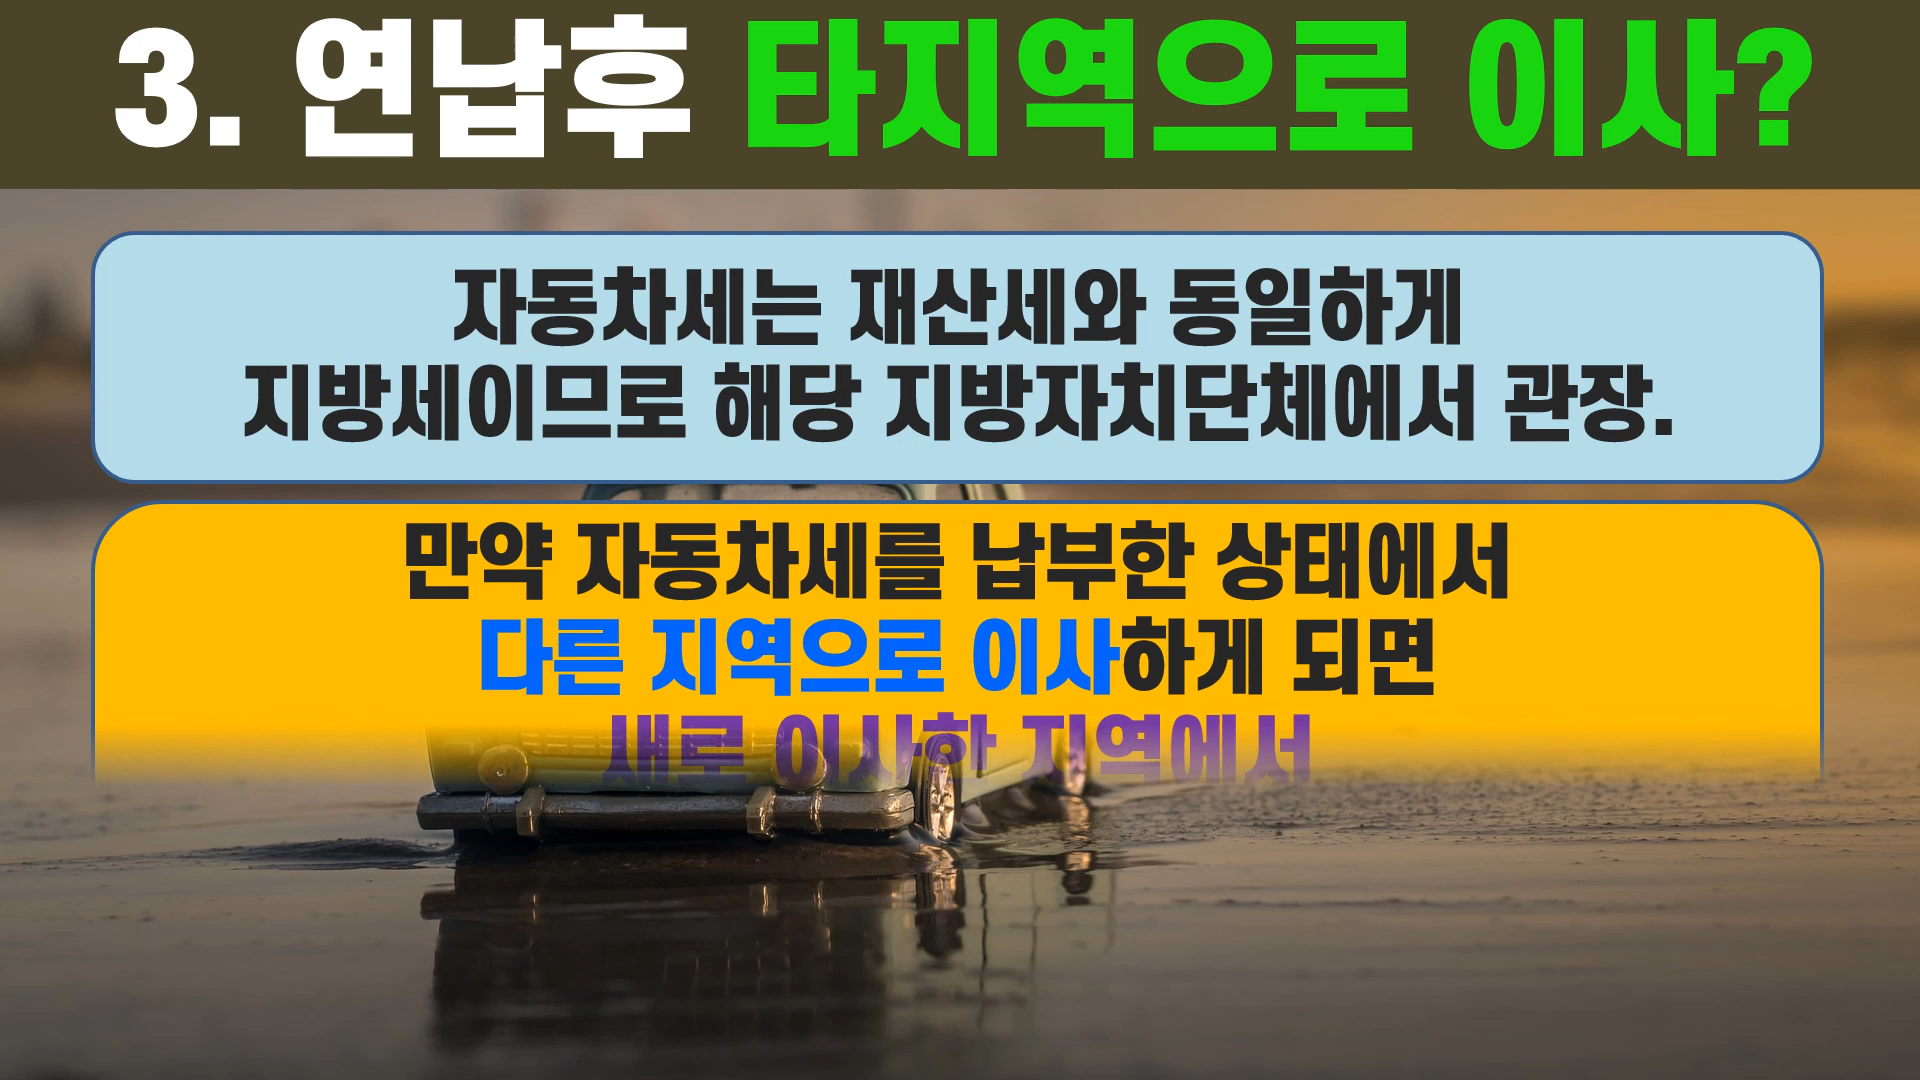 3. 연납후 타지역으로 이사?
자동차세는 재산세와 동일하게
지방세이므로 해당 지방자치단체에서 관장.
만약 자동차세를 납부한 상태에서
다른 지역으로 이사하게 되면
새로 이사한 지역에서